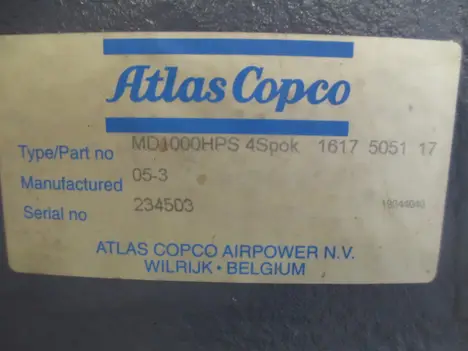 Atlas Copco
Type/Part no MD1000HPS 4Spok 1617 5051 17
Manufactured 05-3
Serial no 234503
ATLAS COPCO AIRPOWER N.V.
WILRIJK • BELGIUM